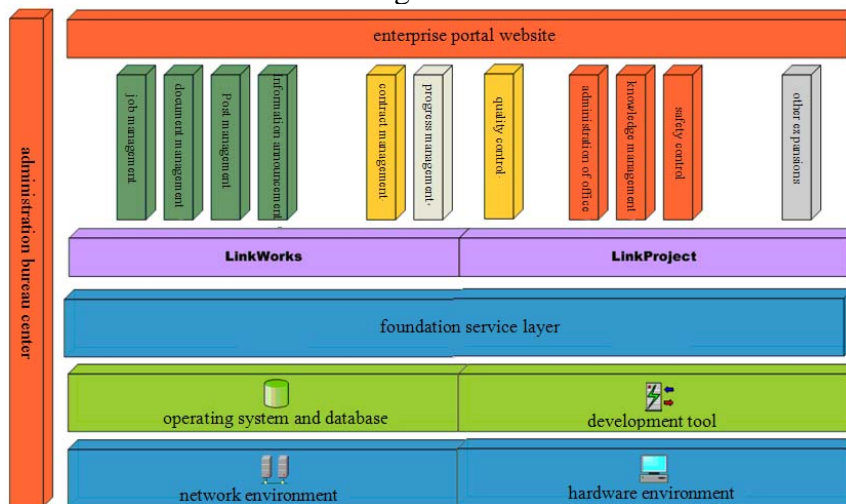 enterprise portal website
administration bureau center
job management
document management
Post management
information announcement
contract management.
progress management.
quality control.
administration of office
knowledge management
safety control
other expansions
LinkWorks
LinkProject
foundation service layer
operating system and database
development tool
network environment
hardware environment